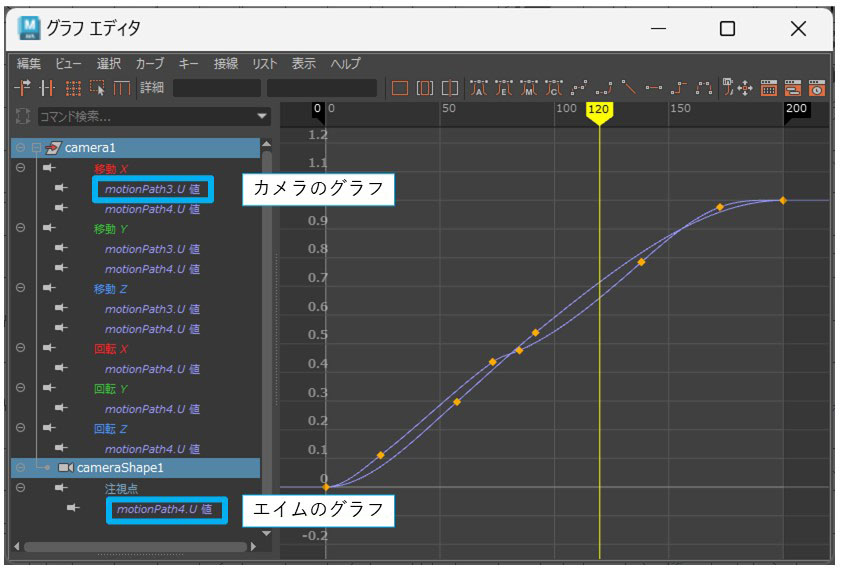 グラフ エディタ
編集 ビュー 選択 カーブ キー 接線 リスト 表示 ヘルプ
詳細
コマンド検索...
0 0 50 100 120 150 200
camera1
移動 X
motionPath3.U 値
カメラのグラフ
motionPath4.U 値
移動 Y
motionPath3.U 値
motionPath4.U 値
移動 Z
motionPath3.U 値
motionPath4.U 値
回転 X
motionPath4.U 値
回転 Y
motionPath4.U 値
回転 Z
motionPath4.U 値
cameraShape1
注視点
motionPath4.U 値
エイムのグラフ
1.2
1.1
0.9
0.8
0.7
0.6
0.5
0.4
0.3
0.2
0.1
0
-0.2